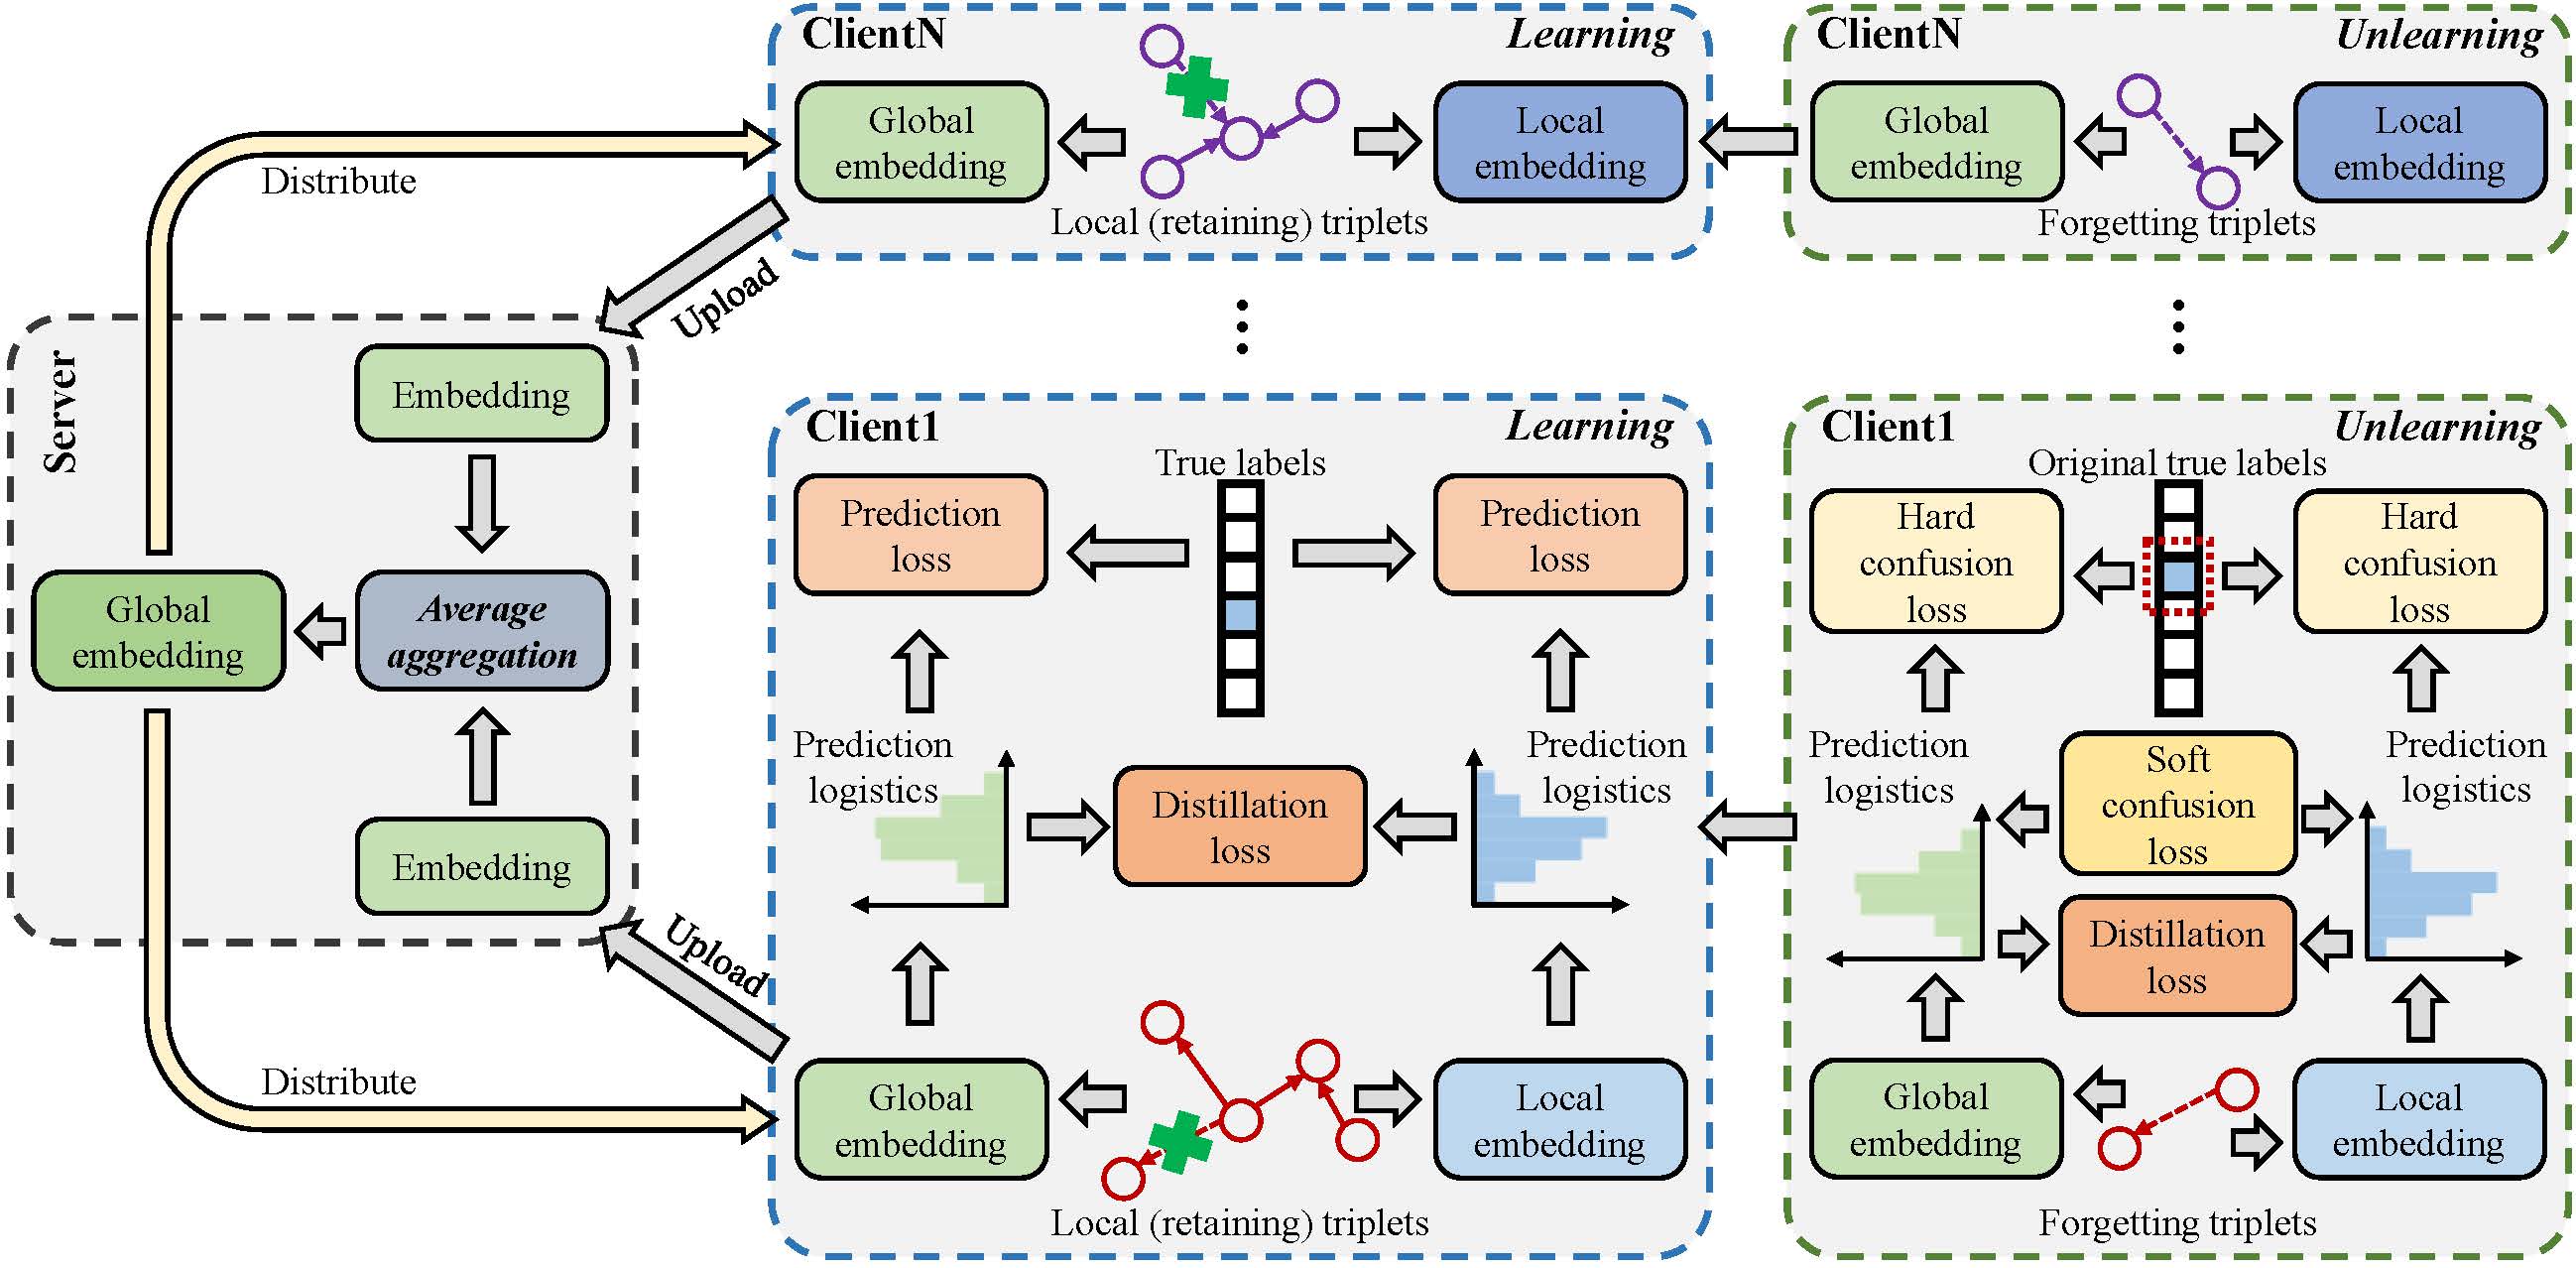 ClientN
Learning
Global
embedding
Local
embedding
Local (retaining) triplets
ClientN
Unlearning
Global
embedding
Local
embedding
Forgetting triplets
Distribute
Upload
Server
Embedding
Global
embedding
Average
aggregation
Embedding
Upload
Distribute
Client1
Learning
True labels
Prediction
loss
Prediction
loss
Prediction
logistics
Prediction
logistics
Distillation
loss
Global
embedding
Local
embedding
Local (retaining) triplets
Client1
Unlearning
Original true labels
Hard
confusion
loss
Hard
confusion
loss
Prediction
logistics
Soft
confusion
loss
Prediction
logistics
Distillation
loss
Global
embedding
Local
embedding
Forgetting triplets